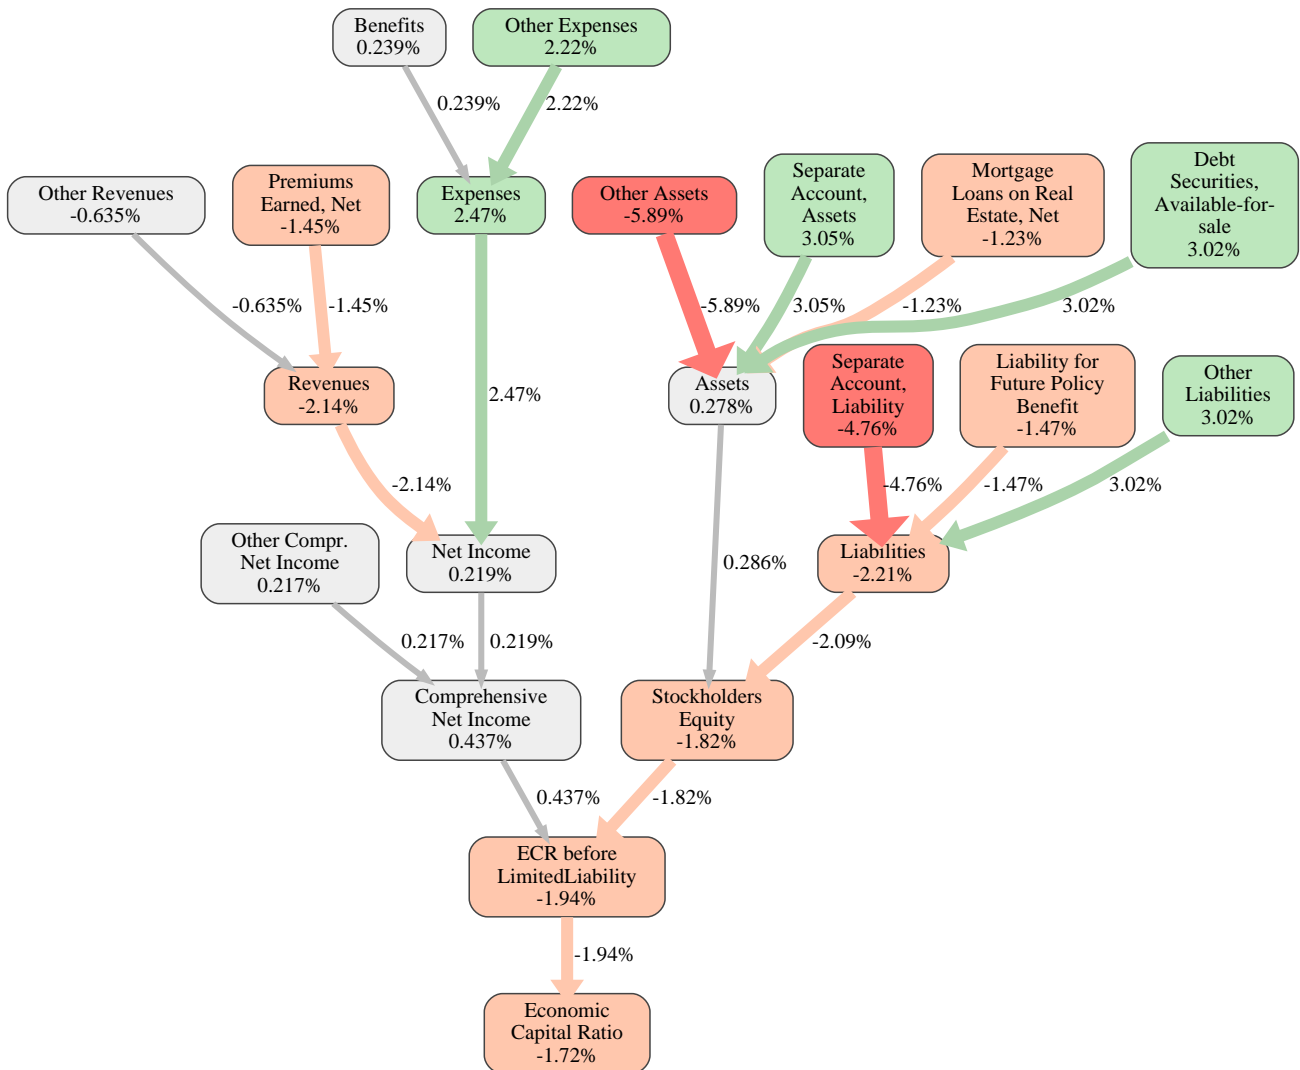 Benefits
0.239%
Other Expenses
2.22%
0.239%
2.22%
Other Revenues
-0.635%
Premiums
Earned, Net
-1.45%
Expenses
2.47%
Other Assets
-5.89%
Separate
Account,
Assets
3.05%
Mortgage
Loans on Real
Estate, Net
-1.23%
Debt
Securities,
Available-for-
sale
3.02%
-0.635%
-1.45%
-5.89%
3.05%
-1.23%
3.02%
Revenues
-2.14%
2.47%
Assets
0.278%
Separate
Account,
Liability
-4.76%
Liability for
Future Policy
Benefit
-1.47%
Other
Liabilities
3.02%
-2.14%
-4.76%
-1.47%
3.02%
Other Compr.
Net Income
0.217%
Net Income
0.219%
0.286%
Liabilities
-2.21%
0.217%
0.219%
-2.09%
Comprehensive
Net Income
0.437%
Stockholders
Equity
-1.82%
0.437%
-1.82%
ECR before
LimitedLiability
-1.94%
-1.94%
Economic
Capital Ratio
-1.72%